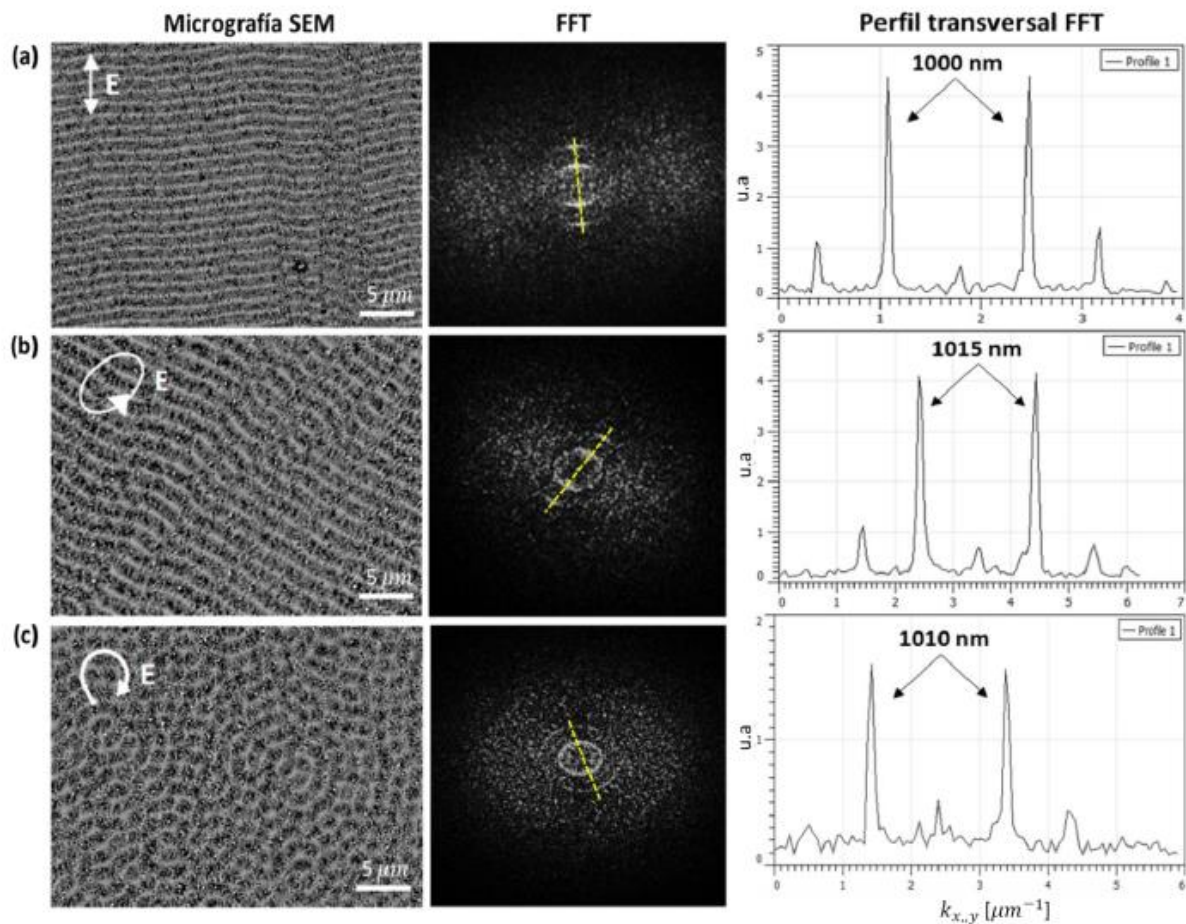 Micrografía SEM
FFT
Perfil transversal FFT
(a)
E
5 μm
1000 nm
Profile 1
u.a
5
4
3
2
1
0
0 1 2 3 4
(b)
E
5 μm
1015 nm
Profile 1
u.a
5
4
3
2
1
0
0 1 2 3 4 5 6 7
(c)
E
5 μm
1010 nm
Profile 1
u.a
2
1
0
0 1 2 3 4 5 6
k_{x,,y} [μm⁻¹]